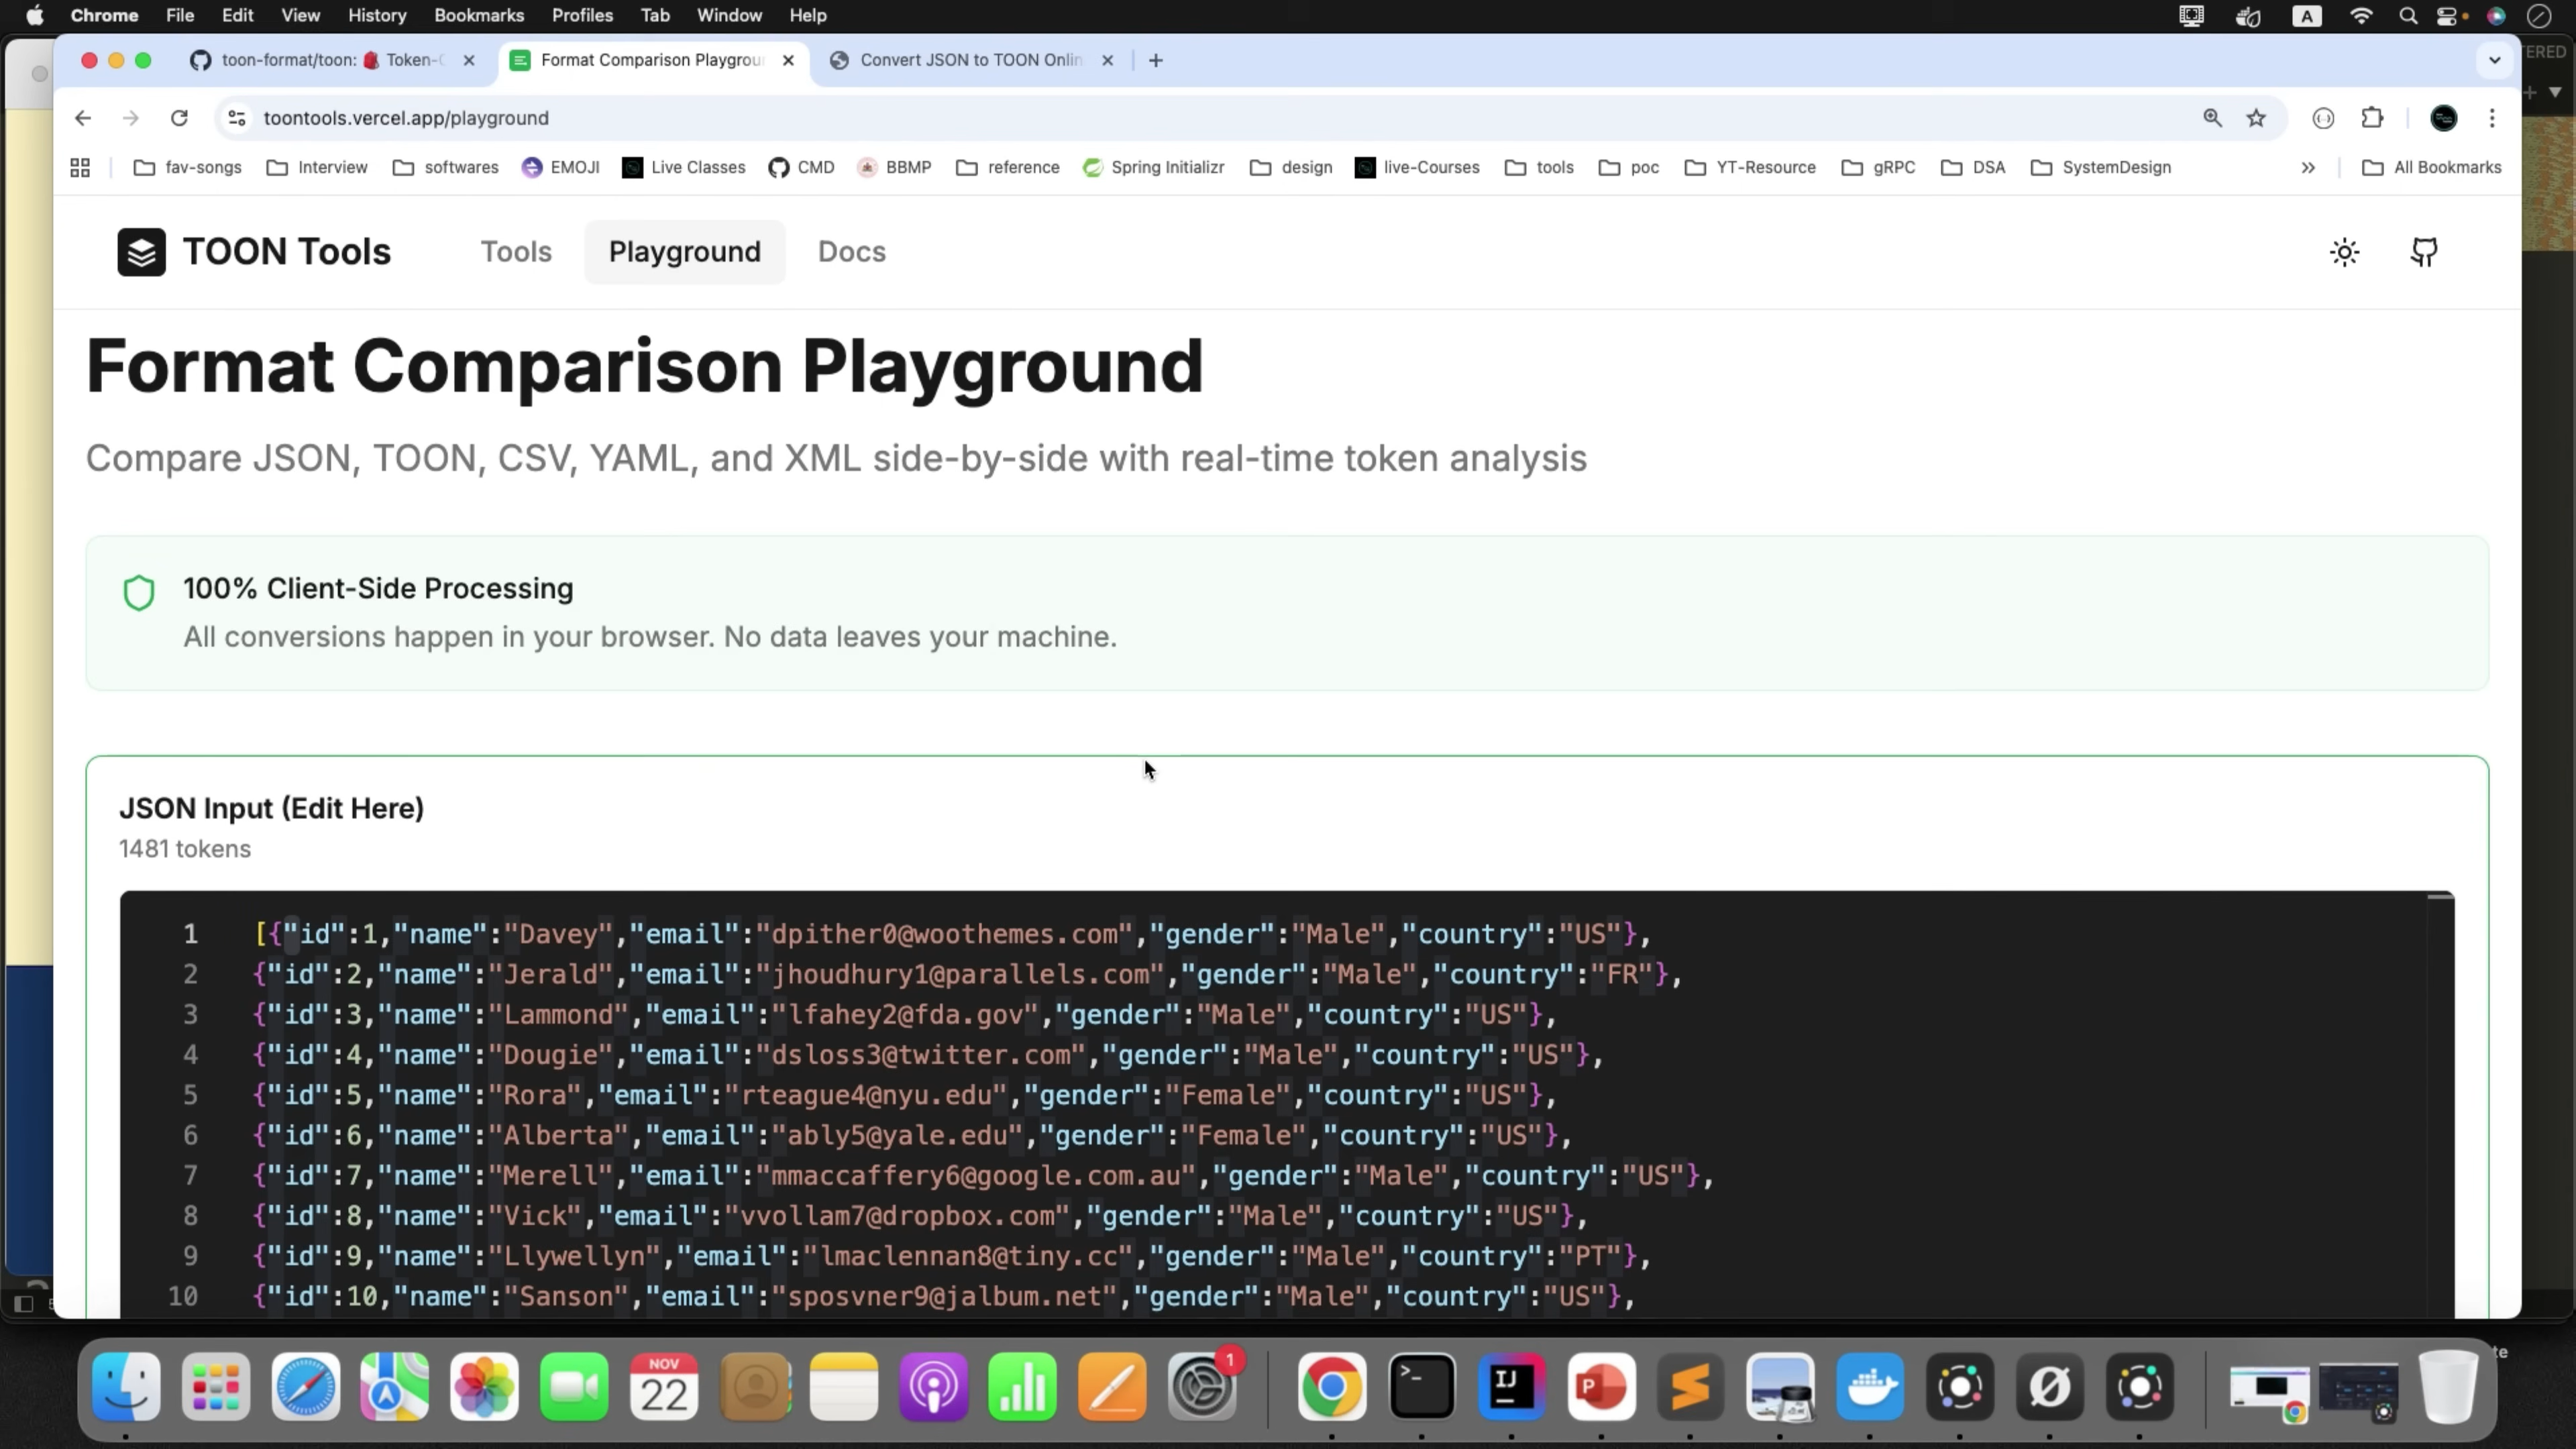 Chrome File Edit View History Bookmarks Profiles Tab Window Help A
TERED
toon-format/toon: Token-O
Format Comparison Playgrou
Convert JSON to TOON Onlin
toontools.vercel.app/playground
fav-songs Interview softwares EMOJI Live Classes CMD BBMP reference Spring Initializr design live-Courses tools poc YT-Resource gRPC DSA SystemDesign » All Bookmarks
TOON Tools Tools Playground Docs
Format Comparison Playground
Compare JSON, TOON, CSV, YAML, and XML side-by-side with real-time token analysis
100% Client-Side Processing
All conversions happen in your browser. No data leaves your machine.
JSON Input (Edit Here)
1481 tokens
1 [{"id":1,"name":"Davey","email":"dpither0@woothemes.com","gender":"Male","country":"US"},
2 {"id":2,"name":"Jerald","email":"jhoudhury1@parallels.com","gender":"Male","country":"FR"},
3 {"id":3,"name":"Lammond","email":"lfahey2@fda.gov","gender":"Male","country":"US"},
4 {"id":4,"name":"Dougie","email":"dsloss3@twitter.com","gender":"Male","country":"US"},
5 {"id":5,"name":"Rora","email":"rteague4@nyu.edu","gender":"Female","country":"US"},
6 {"id":6,"name":"Alberta","email":"ably5@yale.edu","gender":"Female","country":"US"},
7 {"id":7,"name":"Merell","email":"mmaccaffery6@google.com.au","gender":"Male","country":"US"},
8 {"id":8,"name":"Vick","email":"vvollam7@dropbox.com","gender":"Male","country":"US"},
9 {"id":9,"name":"Llywellyn","email":"lmaclennan8@tiny.cc","gender":"Male","country":"PT"},
10 {"id":10,"name":"Sanson","email":"sposvner9@jalbum.net","gender":"Male","country":"US"},
te
NOV
22
1
IJ
P